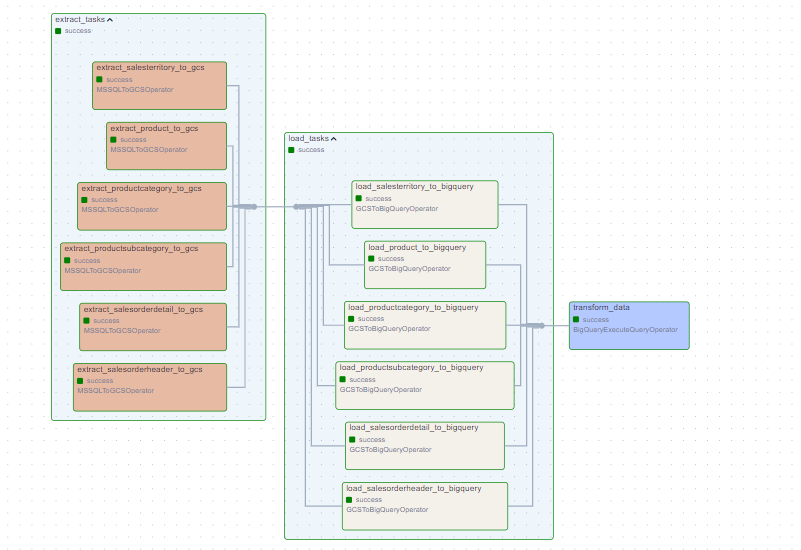 extract_tasks
success
extract_salesterritory_to_gcs
success
MSSQLToGCSOperator
extract_product_to_gcs
success
MSSQLToGCSOperator
extract_productcategory_to_gcs
success
MSSQLToGCSOperator
extract_productsubcategory_to_gcs
success
MSSQLToGCSOperator
extract_salesorderdetail_to_gcs
success
MSSQLToGCSOperator
extract_salesorderheader_to_gcs
success
MSSQLToGCSOperator
load_tasks
success
load_salesterritory_to_bigquery
success
GCSToBigQueryOperator
load_product_to_bigquery
success
GCSToBigQueryOperator
load_productcategory_to_bigquery
success
GCSToBigQueryOperator
load_productsubcategory_to_bigquery
success
GCSToBigQueryOperator
load_salesorderdetail_to_bigquery
success
GCSToBigQueryOperator
load_salesorderheader_to_bigquery
success
GCSToBigQueryOperator
transform_data
success
BigQueryExecuteQueryOperator